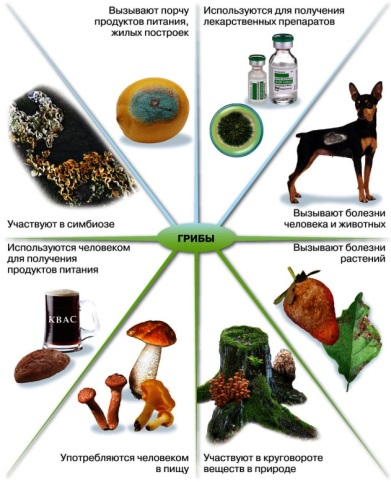 Вызывают порчу
продуктов питания,
жилых построек
Используются для получения
лекарственных препаратов
Участвуют в симбиозе
Вызывают болезни
человека и животных
ГРИБЫ
Используются человеком
для получения
продуктов питания
Вызывают болезни
растений
КВАС
Употребляются человеком
в пищу
Участвуют в круговороте
веществ в природе